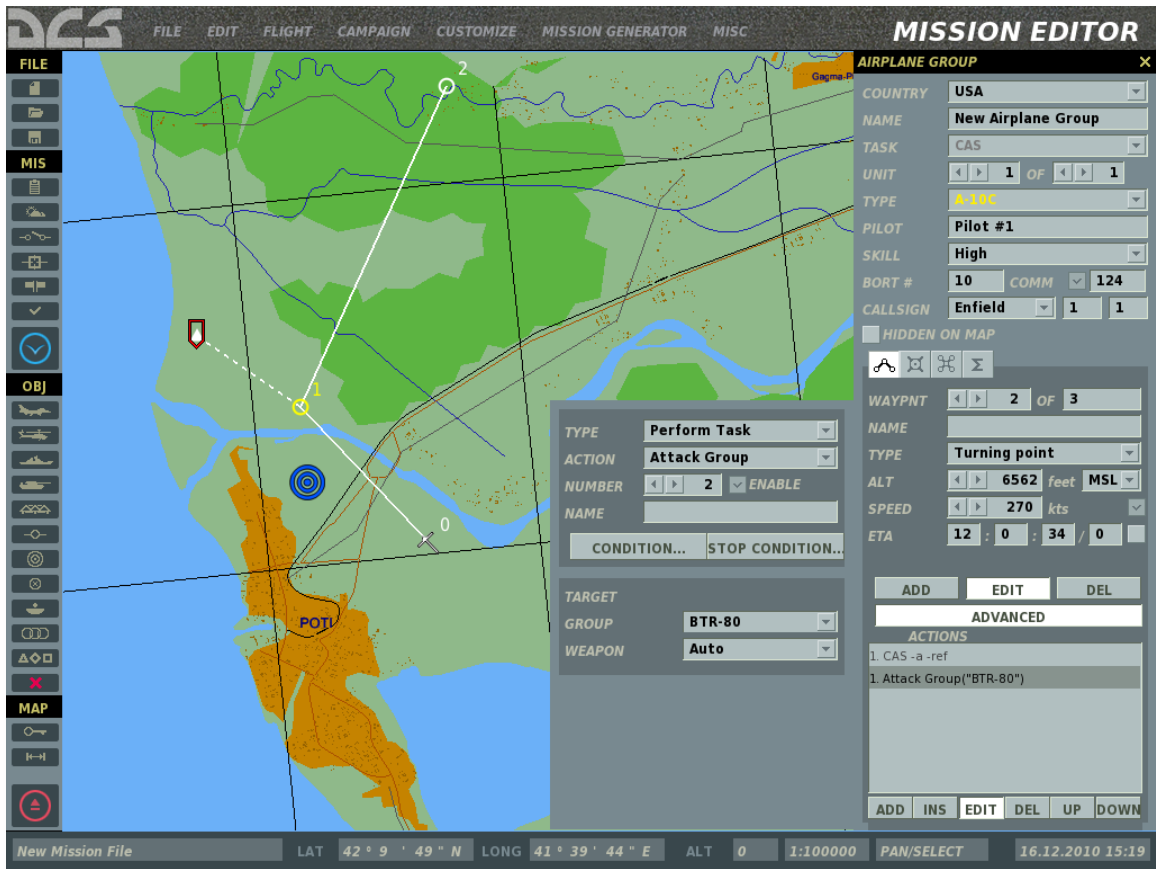 DCS FILE EDIT FLIGHT CAMPAIGN CUSTOMIZE MISSION GENERATOR MISC MISSION EDITOR
FILE
MIS
OBJ
MAP
2
1
0
Gagma-P
POTI
TYPE Perform Task
ACTION Attack Group
NUMBER 2 ENABLE
NAME
CONDITION... STOP CONDITION...
TARGET
GROUP BTR-80
WEAPON Auto
AIRPLANE GROUP X
COUNTRY USA
NAME New Airplane Group
TASK CAS
UNIT 1 OF 1
TYPE A-10C
PILOT Pilot #1
SKILL High
BORT # 10 COMM 124
CALLSIGN Enfield 1 1
HIDDEN ON MAP
Σ
WAYPNT 2 OF 3
NAME
TYPE Turning point
ALT 6562 feet MSL
SPEED 270 kts
ETA 12 : 0 : 34 / 0
ADD EDIT DEL
ADVANCED
ACTIONS
1. CAS -a -ref
1. Attack Group("BTR-80")
ADD INS EDIT DEL UP DOWN
New Mission File LAT 42 ° 9 ' 49 " N LONG 41 ° 39 ' 44 " E ALT 0 1:100000 PAN/SELECT 16.12.2010 15:19